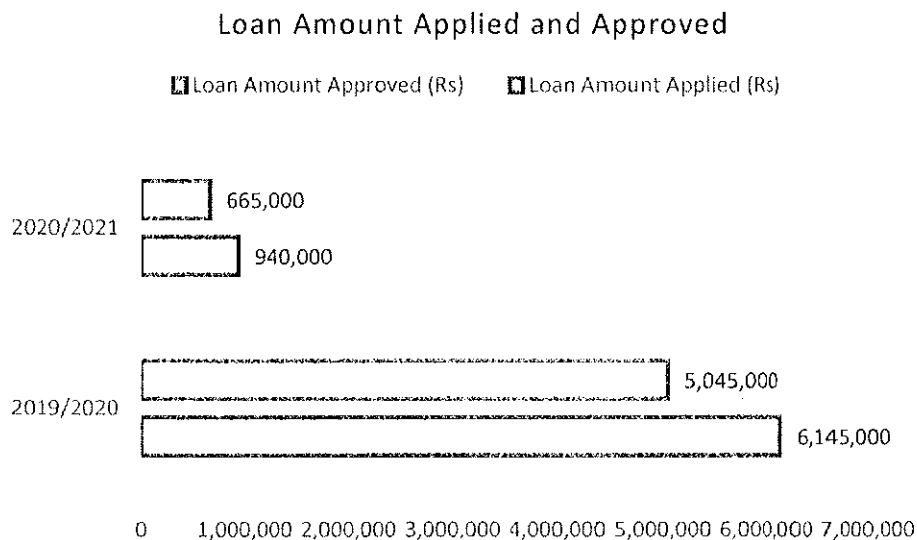 Loan Amount Applied and Approved
Loan Amount Approved (Rs) Loan Amount Applied (Rs)
665,000
2020/2021
940,000
5,045,000
2019/2020
6,145,000
0 1,000,000 2,000,000 3,000,000 4,000,000 5,000,000 6,000,000 7,000,000